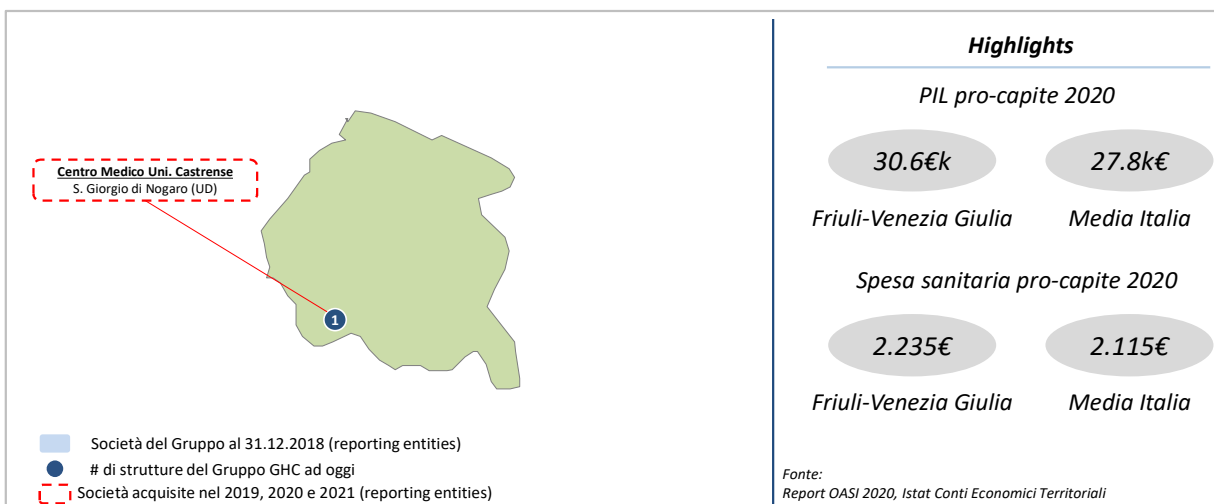 Centro Medico Uni. Castrense
S. Giorgio di Nogaro (UD)
1
Società del Gruppo al 31.12.2018 (reporting entities)
# di strutture del Gruppo GHC ad oggi
Società acquisite nel 2019, 2020 e 2021 (reporting entities)
Highlights
PIL pro-capite 2020
30.6€k 27.8k€
Friuli-Venezia Giulia Media Italia
Spesa sanitaria pro-capite 2020
2.235€ 2.115€
Friuli-Venezia Giulia Media Italia
Fonte:
Report OASI 2020, Istat Conti Economici Territoriali